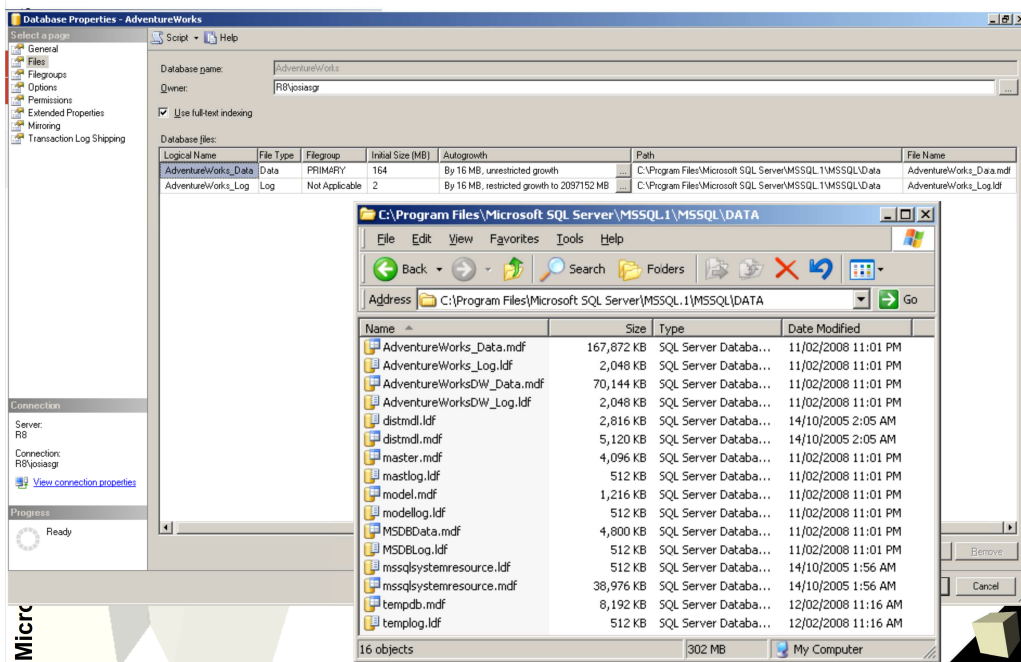 Database Properties - AdventureWorks
Select a page
General
Files
Filegroups
Options
Permissions
Extended Properties
Mirroring
Transaction Log Shipping
Script Help
Database name: AdventureWorks
Owner: R8\josiasgr ...
Use full-text indexing
Database files:
Logical Name File Type Filegroup Initial Size (MB) Autogrowth Path File Name
AdventureWorks_Data Data PRIMARY 164 By 16 MB, unrestricted growth ... C:\Program Files\Microsoft SQL Server\MSSQL.1\MSSQL\Data AdventureWorks_Data.mdf
AdventureWorks_Log Log Not Applicable 2 By 16 MB, restricted growth to 2097152 MB ... C:\Program Files\Microsoft SQL Server\MSSQL.1\MSSQL\Data AdventureWorks_Log.ldf
Connection
Server:
R8
Connection:
R8\josiasgr
View connection properties
Progress
Ready
Remove
Cancel
C:\Program Files\Microsoft SQL Server\MSSQL.1\MSSQL\DATA
File Edit View Favorites Tools Help
Back Search Folders
Address C:\Program Files\Microsoft SQL Server\MSSQL.1\MSSQL\DATA Go
Name Size Type Date Modified
AdventureWorks_Data.mdf 167,872 KB SQL Server Databa... 11/02/2008 11:01 PM
AdventureWorks_Log.ldf 2,048 KB SQL Server Databa... 11/02/2008 11:01 PM
AdventureWorksDW_Data.mdf 70,144 KB SQL Server Databa... 11/02/2008 11:01 PM
AdventureWorksDW_Log.ldf 2,048 KB SQL Server Databa... 11/02/2008 11:01 PM
distmdl.ldf 2,816 KB SQL Server Databa... 14/10/2005 2:05 AM
distmdl.mdf 5,120 KB SQL Server Databa... 14/10/2005 2:05 AM
master.mdf 4,096 KB SQL Server Databa... 12/02/2008 11:01 PM
mastlog.ldf 512 KB SQL Server Databa... 11/02/2008 11:01 PM
model.mdf 1,216 KB SQL Server Databa... 11/02/2008 11:01 PM
modellog.ldf 512 KB SQL Server Databa... 11/02/2008 11:01 PM
MSDBData.mdf 4,800 KB SQL Server Databa... 11/02/2008 11:01 PM
MSDBLog.ldf 512 KB SQL Server Databa... 11/02/2008 11:01 PM
mssqlsystemresource.ldf 512 KB SQL Server Databa... 14/10/2005 1:56 AM
mssqlsystemresource.mdf 38,976 KB SQL Server Databa... 14/10/2005 1:56 AM
tempdb.mdf 8,192 KB SQL Server Databa... 12/02/2008 11:16 AM
templog.ldf 512 KB SQL Server Databa... 12/02/2008 11:16 AM
16 objects 302 MB My Computer
Micro